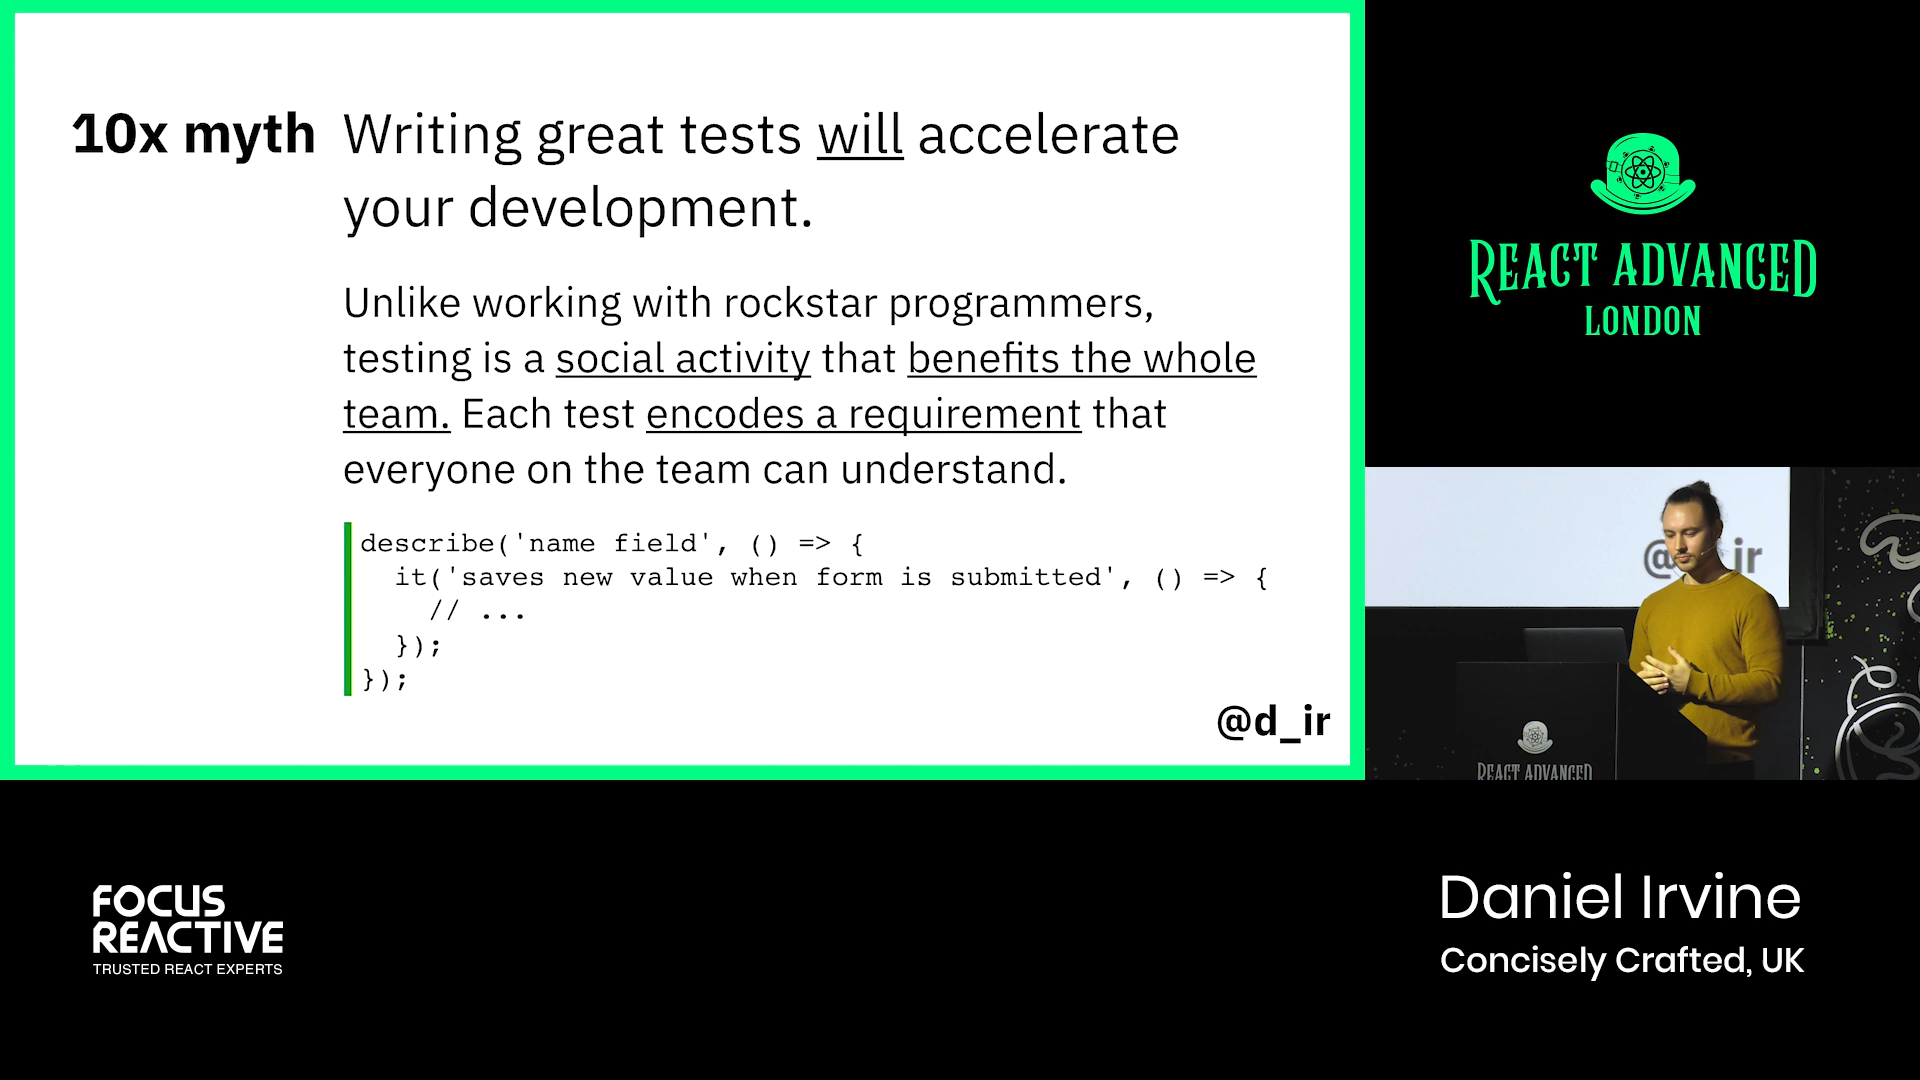 10x myth Writing great tests will accelerate
your development.
Unlike working with rockstar programmers,
testing is a social activity that benefits the whole
team. Each test encodes a requirement that
everyone on the team can understand.
describe('name field', () => {
  it('saves new value when form is submitted', () => {
    // ...
  });
});
@d_ir
REACT ADVANCED
LONDON
@ ir
REACT ADVANCED
FOCUS
REACTIVE
TRUSTED REACT EXPERTS
Daniel Irvine
Concisely Crafted, UK